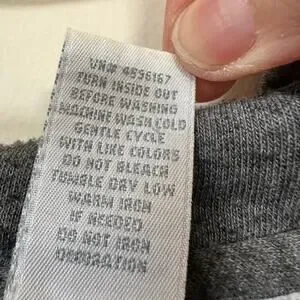 VN# 4536167
TURN INSIDE OUT
BEFORE WASHING
MACHINE WASH COLD
GENTLE CYCLE
WITH LIKE COLORS
DO NOT BLEACH
TUMBLE DRY LOW
WARM IRON
IF NEEDED
DO NOT IRON
DECORATION